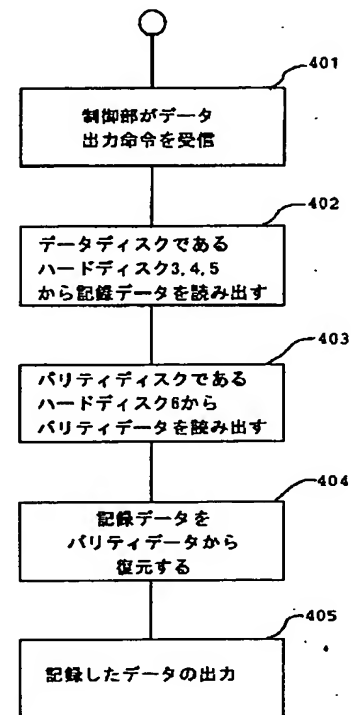 401
制御部がデータ
出力命令を受信
402
データディスクである
ハードディスク3,4,5
から記録データを読み出す
403
パリティディスクである
ハードディスク6から
パリティデータを読み出す
404
記録データを
パリティデータから
復元する
405
記録したデータの出力